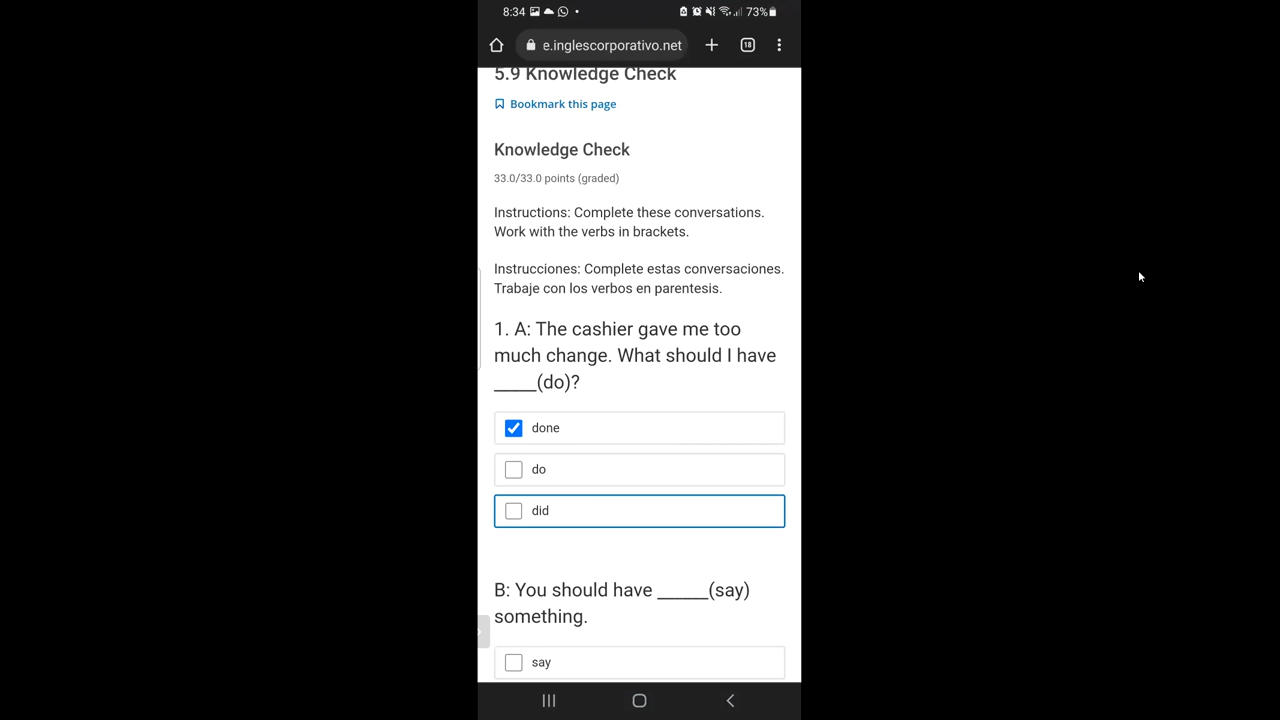 8:34
73%
e.inglescorporativo.net
18
5.9 Knowledge Check
Bookmark this page
Knowledge Check
33.0/33.0 points (graded)
Instructions: Complete these conversations.
Work with the verbs in brackets.
Instrucciones: Complete estas conversaciones.
Trabaje con los verbos en parentesis.
1. A: The cashier gave me too
much change. What should I have
_____(do)?
done
do
did
B: You should have ______(say)
something.
say